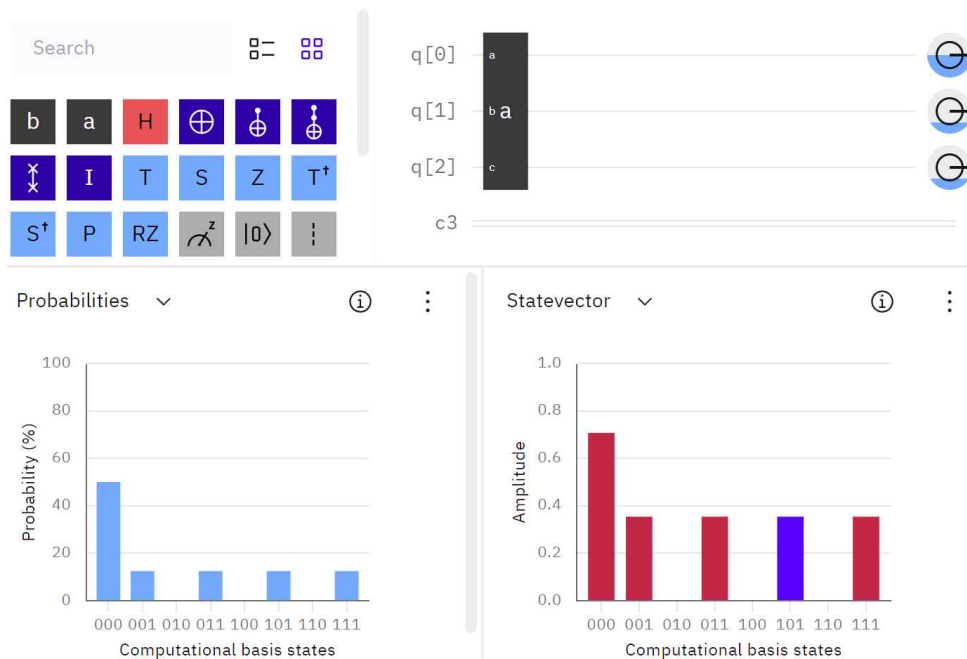 Search
b a H
I T S Z T†
S† P RZ z |0⟩
q[0] a
q[1] b a
q[2] c
c3
Probabilities
100
80
60
40
20
0
Probability (%)
000 001 010 011 100 101 110 111
Computational basis states
Statevector
1.0
0.8
0.6
0.4
0.2
0.0
Amplitude
000 001 010 011 100 101 110 111
Computational basis states